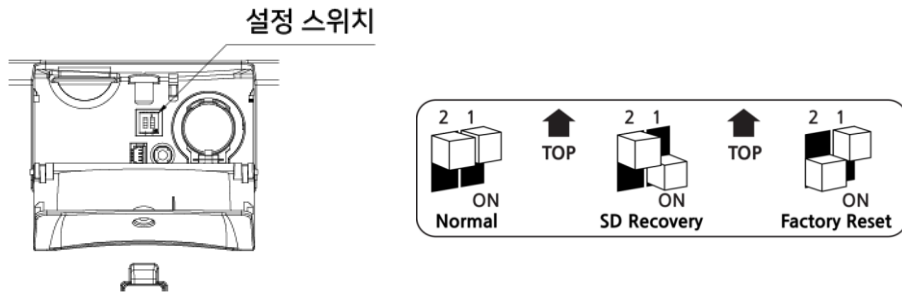 설정 스위치
2 1
TOP
2 1
TOP
2 1
ON
ON
ON
Normal
SD Recovery
Factory Reset